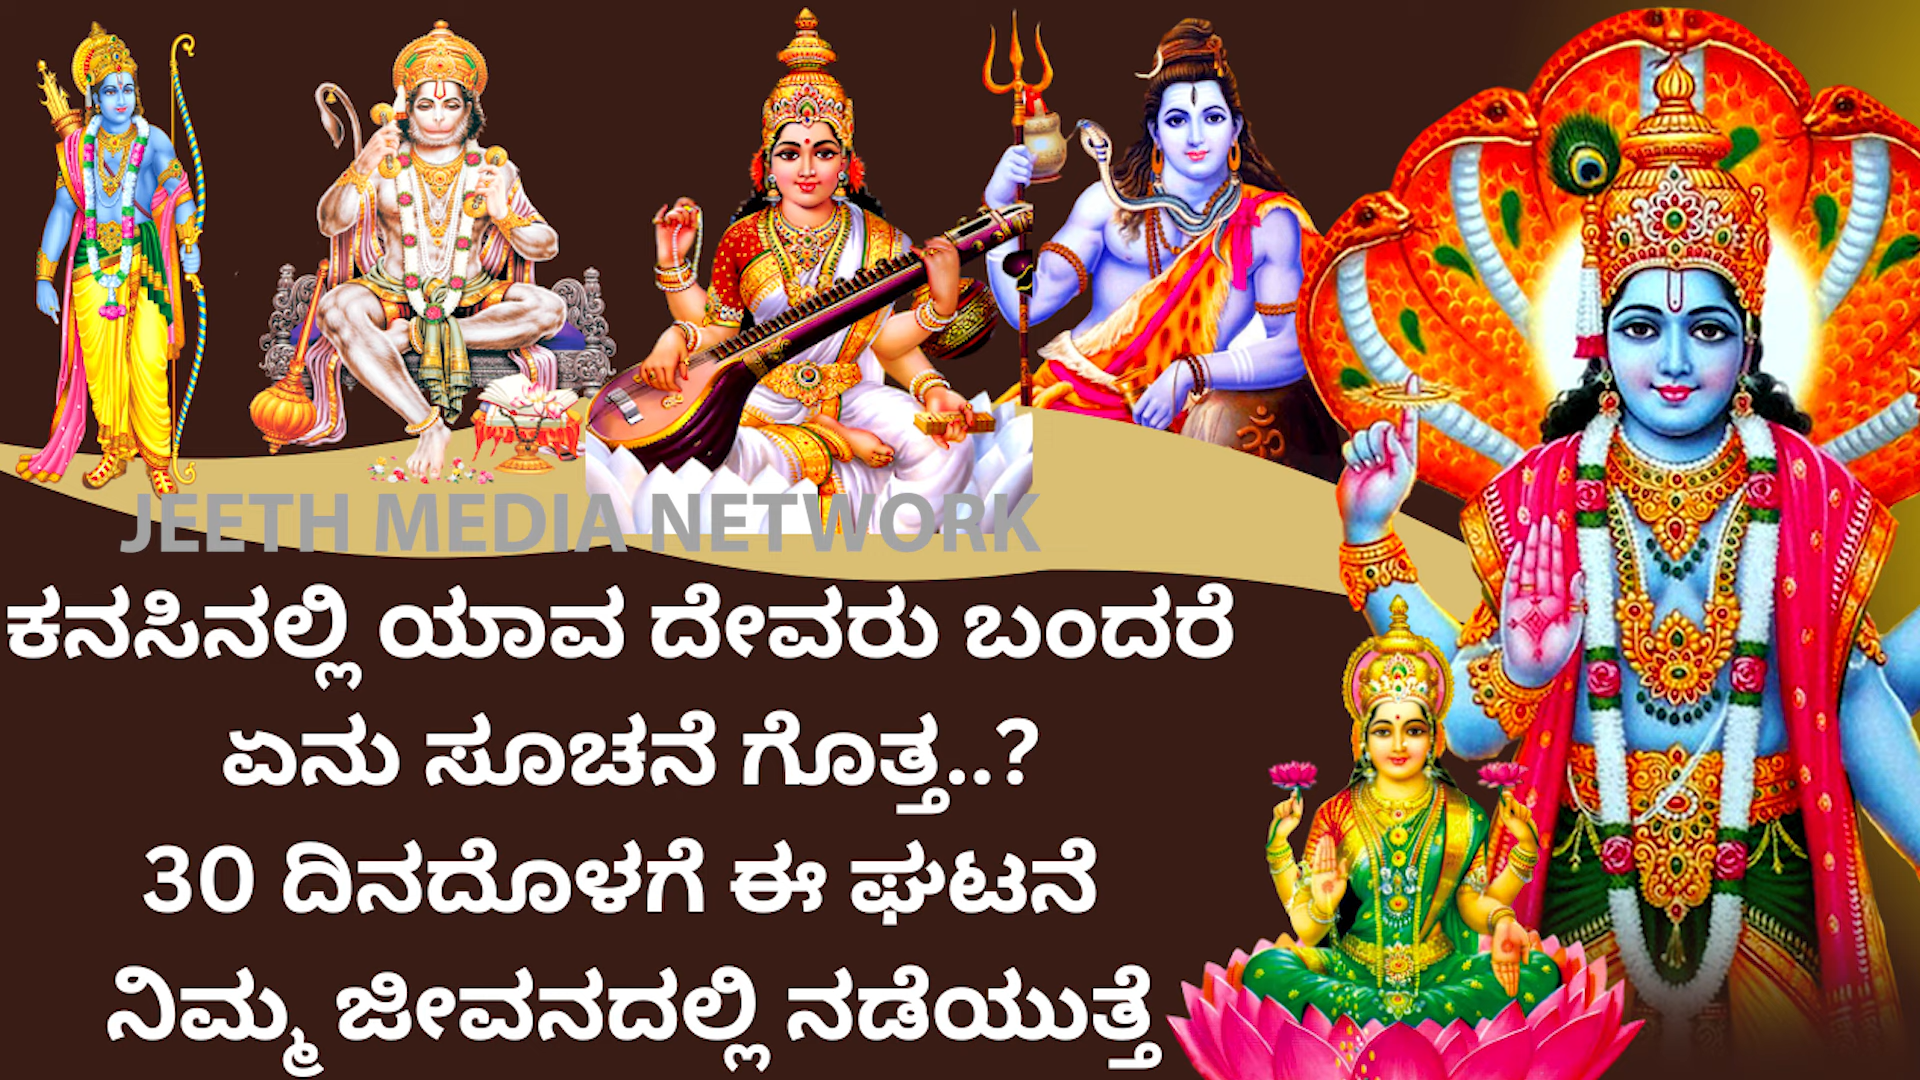 JEETH MEDIA NETWORK
ಕನಸಿನಲ್ಲಿ ಯಾವ ದೇವರು ಬಂದರೆ
ಏನು ಸೂಚನೆ ಗೊತ್ತ..?
30 ದಿನದೊಳಗೆ ಈ ಘಟನೆ
ನಿಮ್ಮ ಜೀವನದಲ್ಲಿ ನಡೆಯುತ್ತೆ